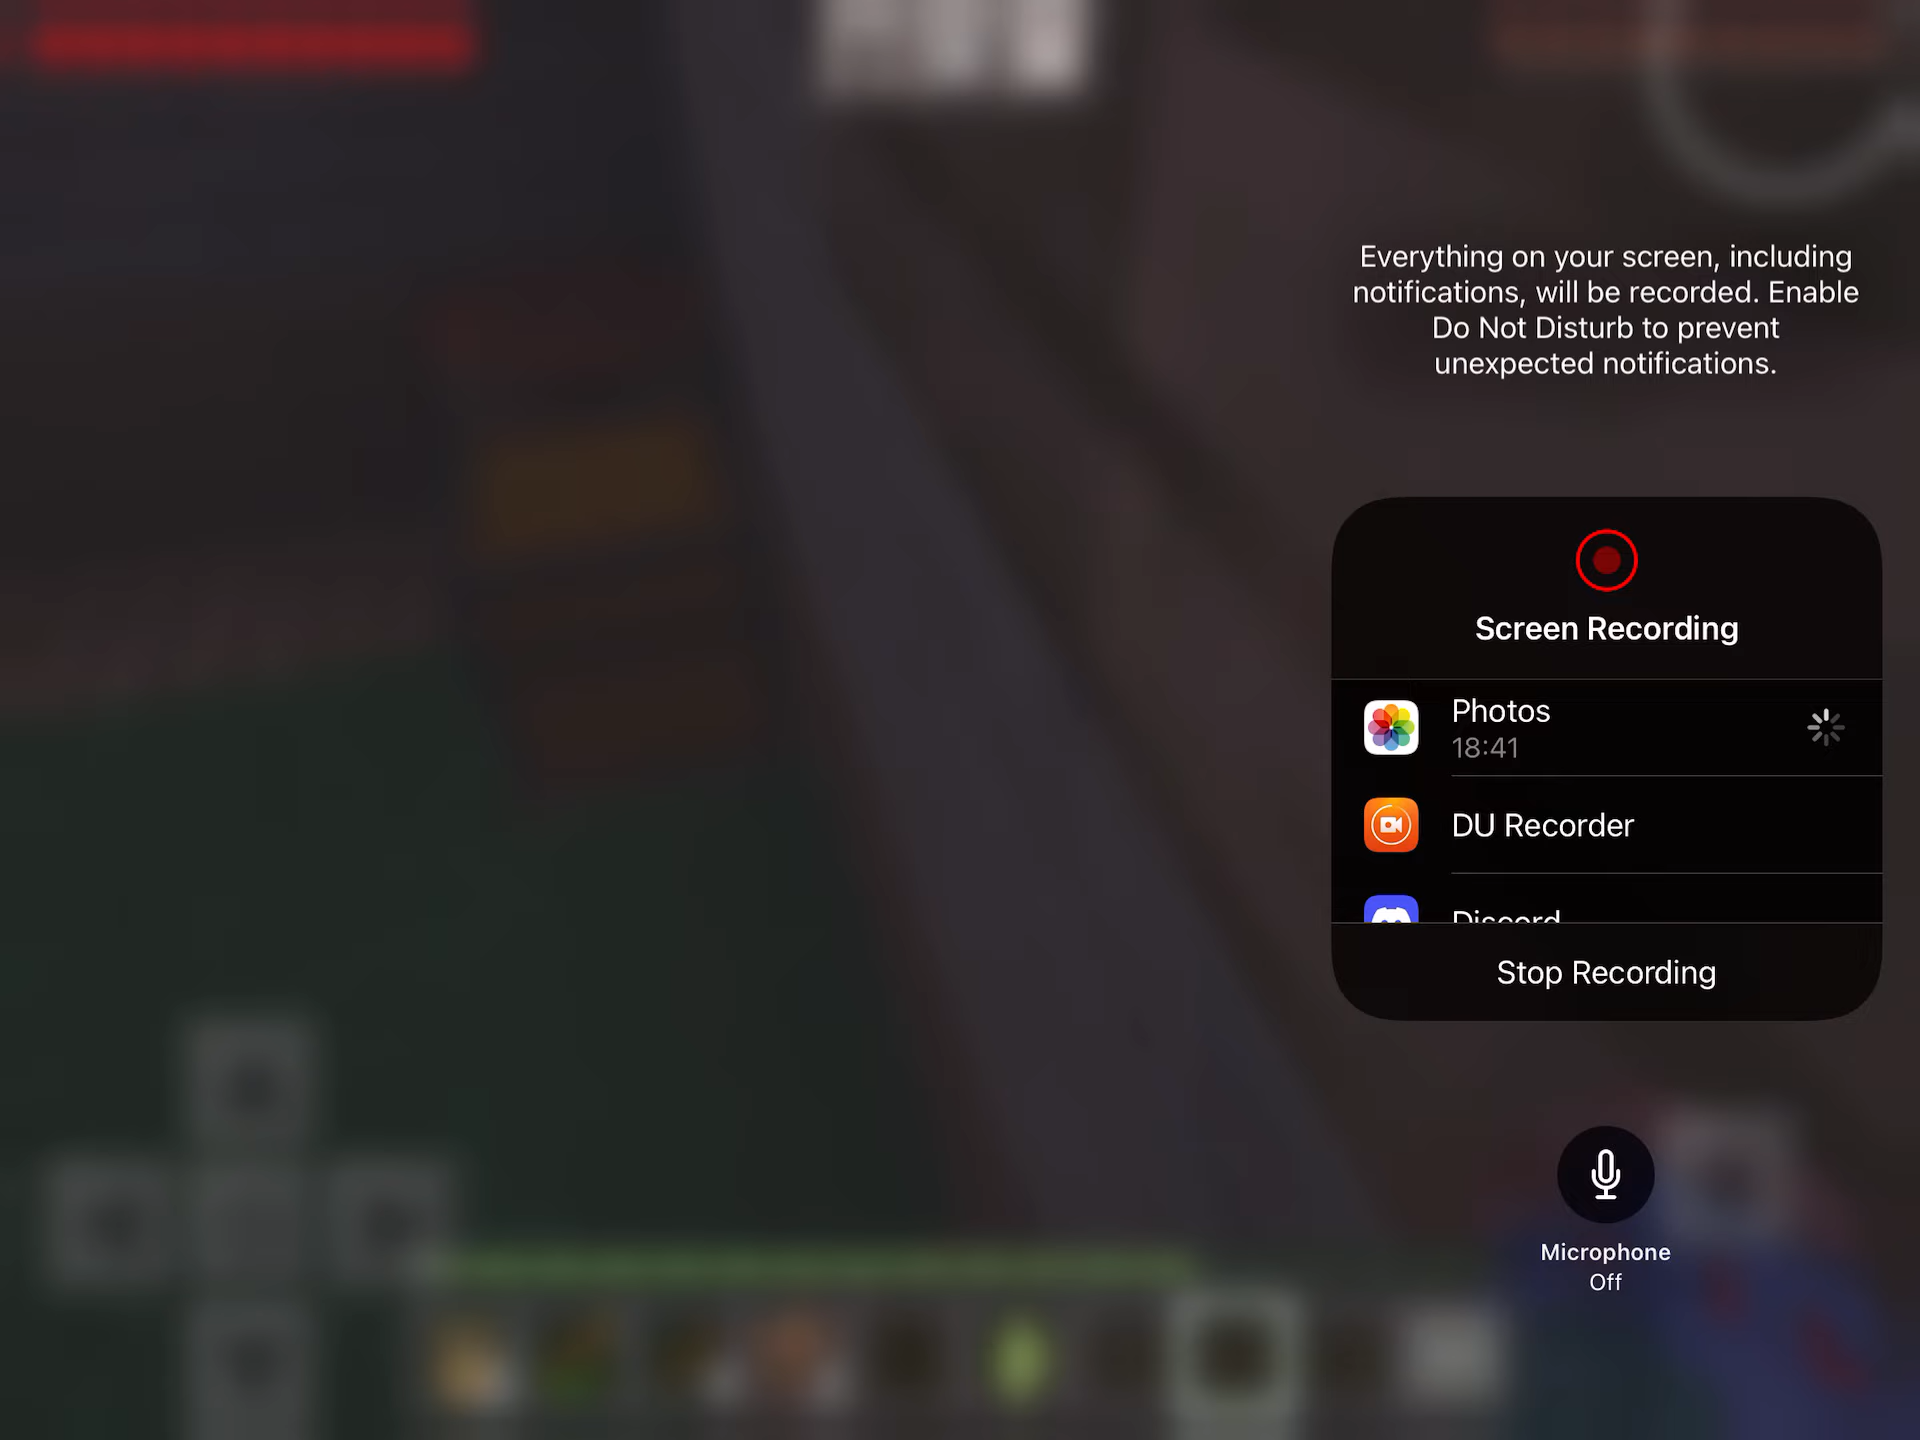 Everything on your screen, including
notifications, will be recorded. Enable
Do Not Disturb to prevent
unexpected notifications.
Screen Recording
Photos
18:41
DU Recorder
Discord
Stop Recording
Microphone
Off